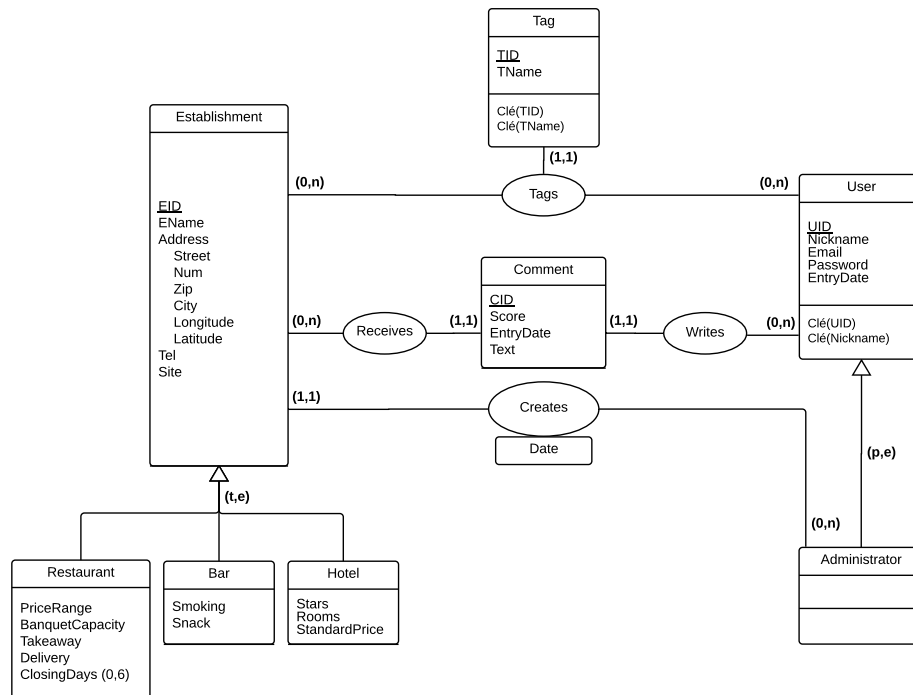 Tag
TID
TName
Clé(TID)
Clé(TName)
(1,1)
Establishment
EID
EName
Address
Street
Num
Zip
City
Longitude
Latitude
Tel
Site
(0,n)
Tags
(0,n)
User
UID
Nickname
Email
Password
EntryDate
Clé(UID)
Clé(Nickname)
Comment
CID
Score
EntryDate
Text
(0,n)
Receives
(1,1)
(1,1)
Writes
(0,n)
(1,1)
Creates
Date
(0,n)
(p,e)
(t,e)
Restaurant
PriceRange
BanquetCapacity
Takeaway
Delivery
ClosingDays (0,6)
Bar
Smoking
Snack
Hotel
Stars
Rooms
StandardPrice
Administrator